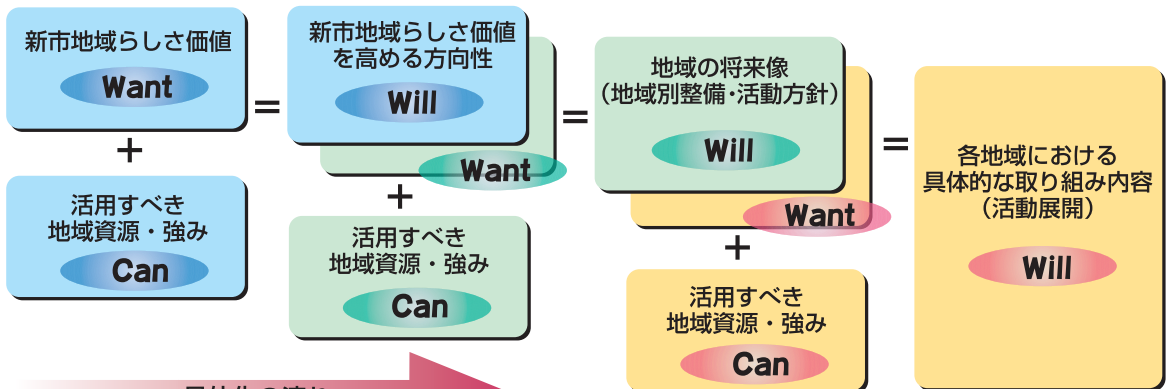 新市地域らしさ価値
Want
+
活用すべき
地域資源・強み
Can
=
新市地域らしさ価値
を高める方向性
Will
Want
+
活用すべき
地域資源・強み
Can
=
地域の将来像
（地域別整備・活動方針）
Will
Want
+
活用すべき
地域資源・強み
Can
=
各地域における
具体的な取り組み内容
（活動展開）
Will